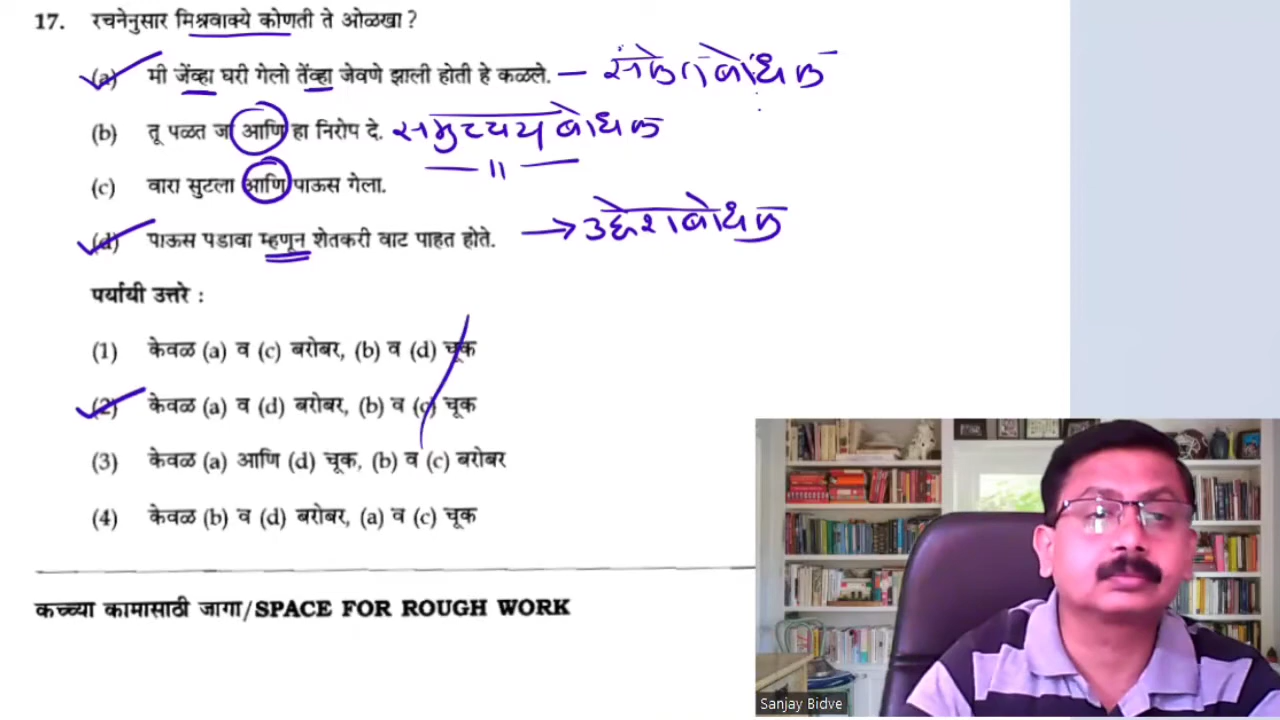 17. रचनेनुसार मिश्रवाक्ये कोणती ते ओळखा ?
(a) मी जेंव्हा घरी गेलो तेंव्हा जेवणे झाली होती हे कळले. – संकेतबोधक
(b) तू पळत जा आणि हा निरोप दे. समुच्चय बोधक
— 11 —
(c) वारा सुटला आणि पाऊस गेला.
(d) पाऊस पडावा म्हणून शेतकरी वाट पाहत होते. → उद्देशबोधक
पर्यायी उत्तरे :
(1) केवळ (a) व (c) बरोबर, (b) व (d) चूक
(2) केवळ (a) व (d) बरोबर, (b) व (c) चूक
(3) केवळ (a) आणि (d) चूक, (b) व (c) बरोबर
(4) केवळ (b) व (d) बरोबर, (a) व (c) चूक
कच्च्या कामासाठी जागा/SPACE FOR ROUGH WORK
Sanjay Bidve